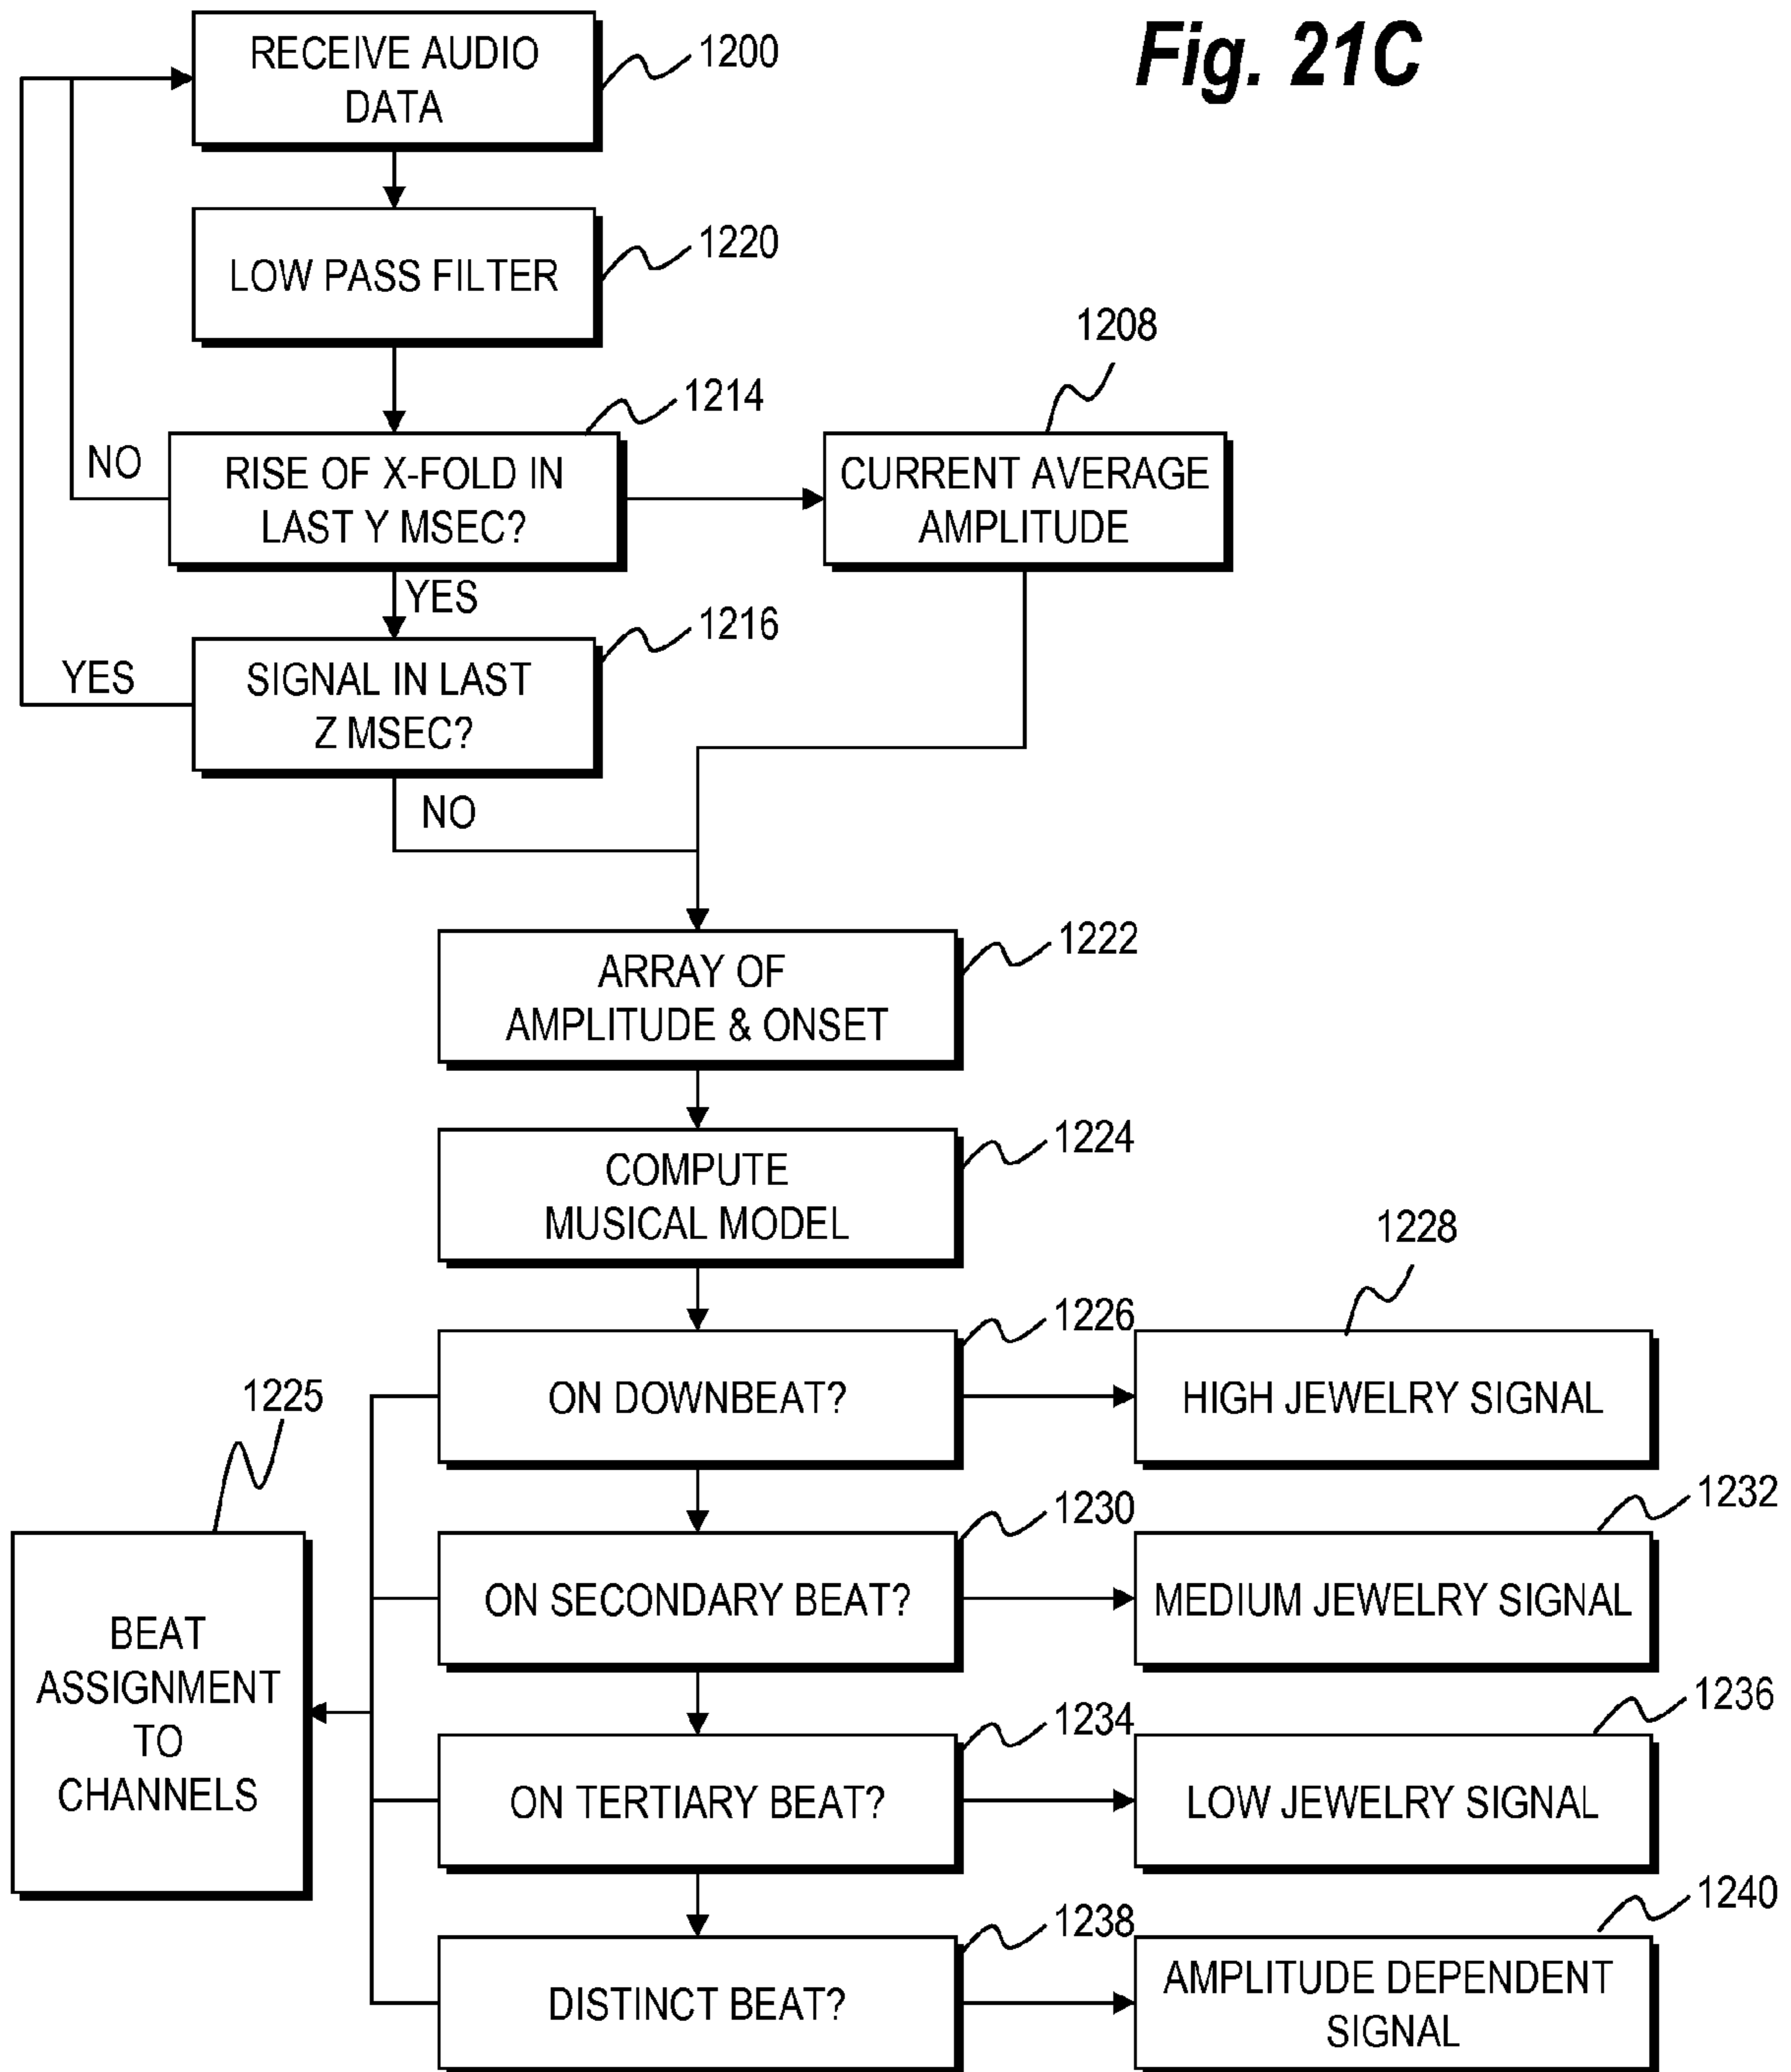 Fig. 21C
RECEIVE AUDIO
DATA
1200
LOW PASS FILTER
1220
1208
1214
NO
RISE OF X-FOLD IN
LAST Y MSEC?
CURRENT AVERAGE
AMPLITUDE
YES
1216
YES
SIGNAL IN LAST
Z MSEC?
NO
1222
ARRAY OF
AMPLITUDE & ONSET
1224
COMPUTE
MUSICAL MODEL
1228
1226
1225
ON DOWNBEAT?
HIGH JEWELRY SIGNAL
1230
1232
ON SECONDARY BEAT?
MEDIUM JEWELRY SIGNAL
BEAT
ASSIGNMENT
TO
CHANNELS
1234
1236
ON TERTIARY BEAT?
LOW JEWELRY SIGNAL
1238
1240
DISTINCT BEAT?
AMPLITUDE DEPENDENT
SIGNAL